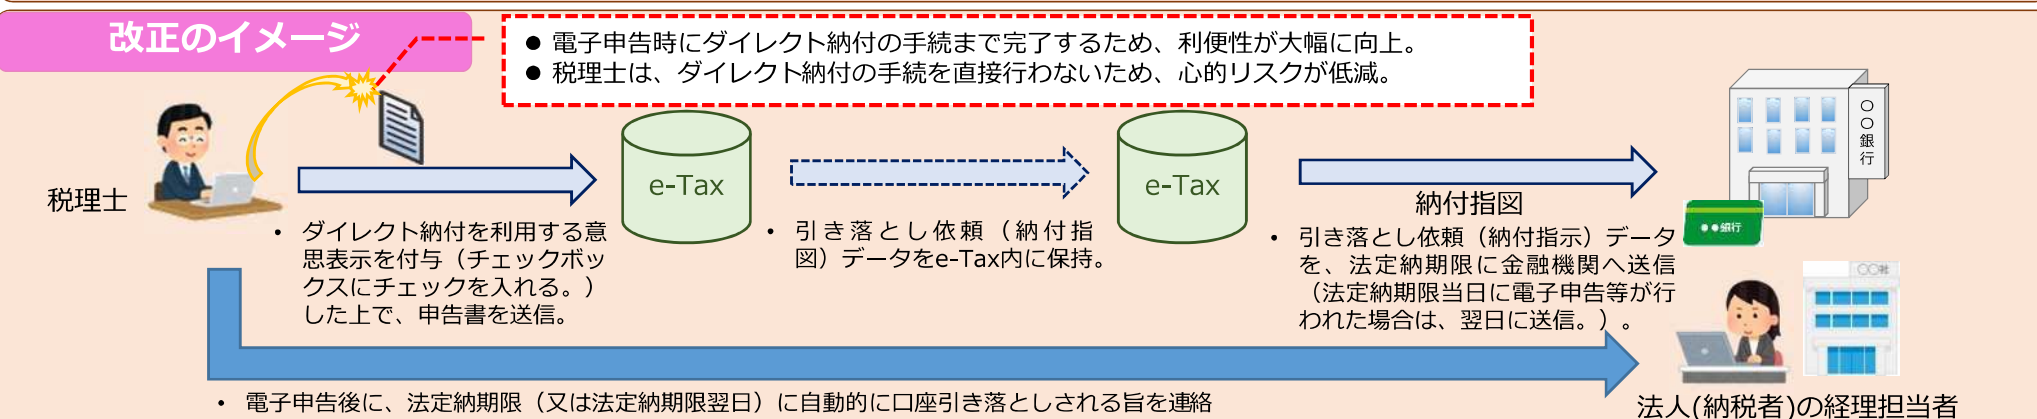 改正のイメージ
● 電子申告時にダイレクト納付の手続まで完了するため、利便性が大幅に向上。
● 税理士は、ダイレクト納付の手続を直接行わないため、心的リスクが低減。
税理士
e-Tax
e-Tax
〇〇銀行
●●銀行
納付指図
• ダイレクト納付を利用する意
思表示を付与（チェックボッ
クスにチェックを入れる。）
した上で、申告書を送信。
• 引き落とし依頼（納付指
図）データをe-Tax内に保持。
• 引き落とし依頼（納付指示）データ
を、法定納期限に金融機関へ送信
（法定納期限当日に電子申告等が行
われた場合は、翌日に送信。）。
〇〇社
• 電子申告後に、法定納期限（又は法定納期限翌日）に自動的に口座引き落としされる旨を連絡
法人(納税者)の経理担当者